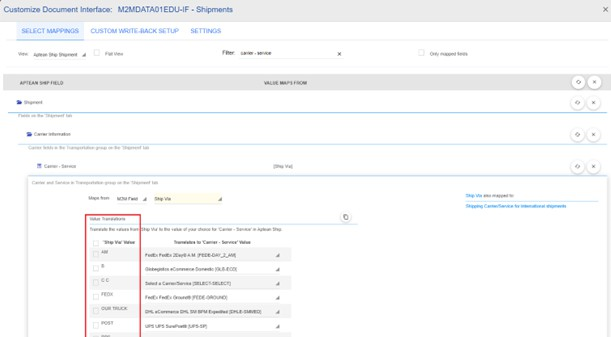 Customize Document Interface: M2MDATA01EDU-IF - Shipments
SELECT MAPPINGS CUSTOM WRITE-BACK SETUP SETTINGS
View Aptean Ship Shipment Flat View Filter: carrier - service Only mapped fields
APTEAN SHIP FIELD VALUE MAPS FROM
Shipment
Fields on the 'Shipment' tab
Carrier Information
Carrier fields in the Transportation group on the 'Shipment' tab
Carrier - Service [Ship Via]
Carrier and Service in Transportation group on the 'Shipment' tab
Maps from M2M Field Ship Via
Ship Via also mapped to:
Shipping Carrier/Service for international shipments
Value Translations
Translate the values from Ship Via to the value of your choice for 'Carrier - Service' in Aptean Ship.
'Ship Via' Value Translates to 'Carrier - Service' Value
AM FedEx FedEx 2Day® A.M. [FEDE-DAY_2_AM]
B Globegistics eCommerce Domestic [GLB-ECD]
C C Select a Carrier/Service [SELECT-SELECT]
FEDX FedEx FedEx Ground® [FEDE-GROUND]
OUR TRUCK DHL eCommerce DHL SM BPM Expedited
POST UPS UPS SurePost® [UPS-SP]